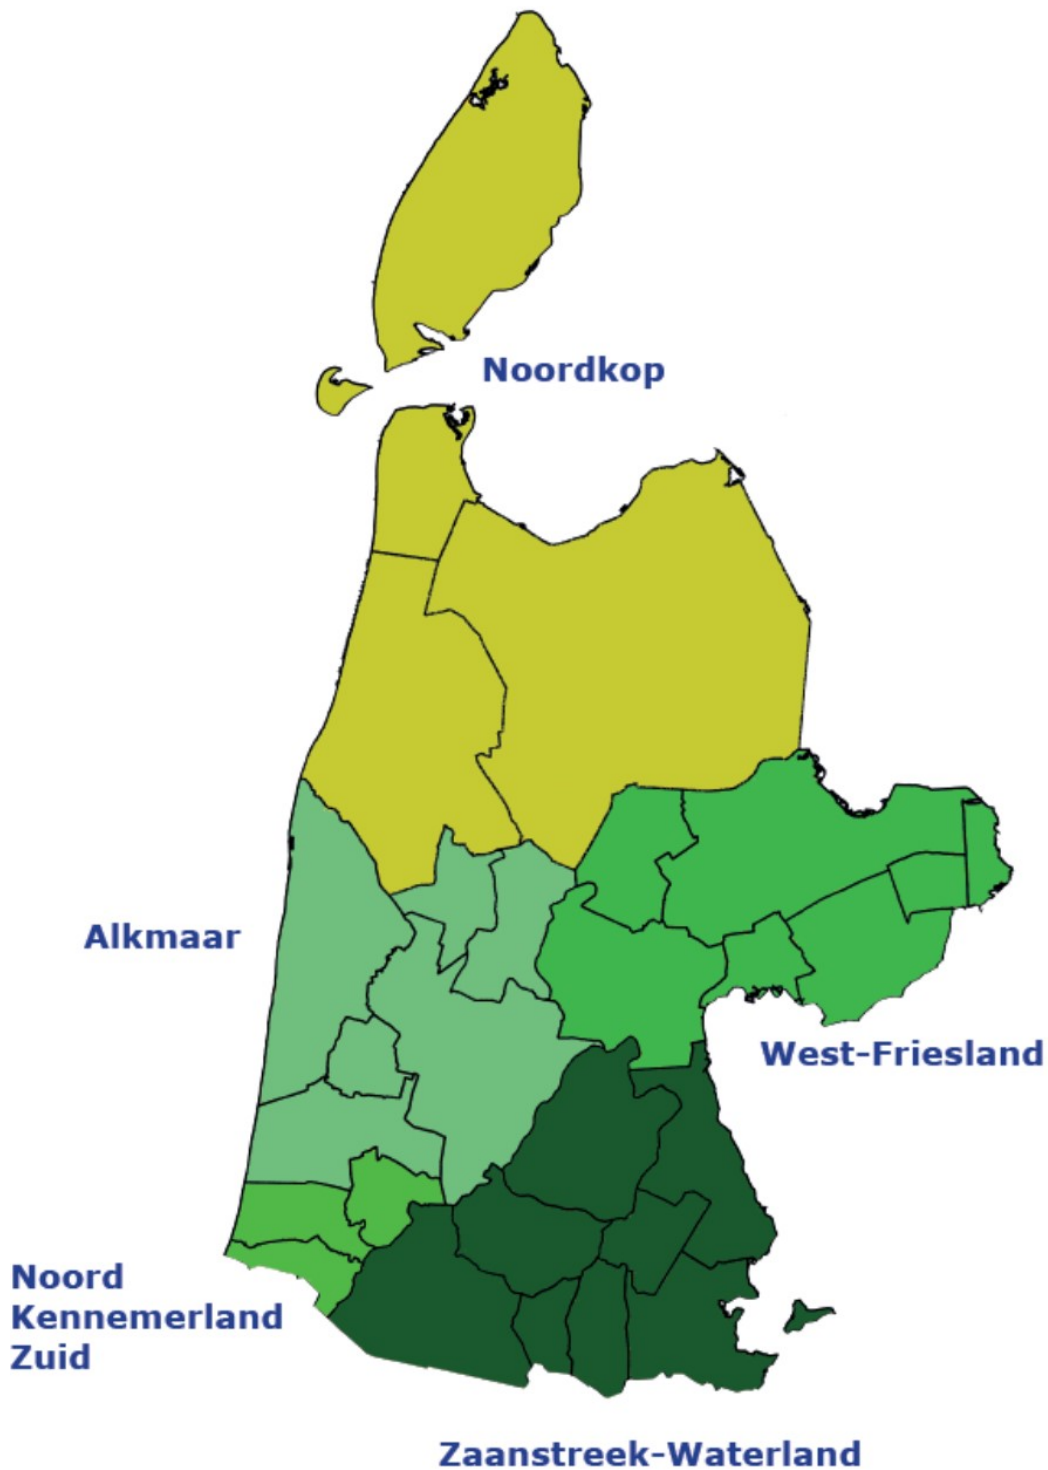 Noordkop
Alkmaar
West-Friesland
Noord
Kennemerland
Zuid
Zaanstreek-Waterland